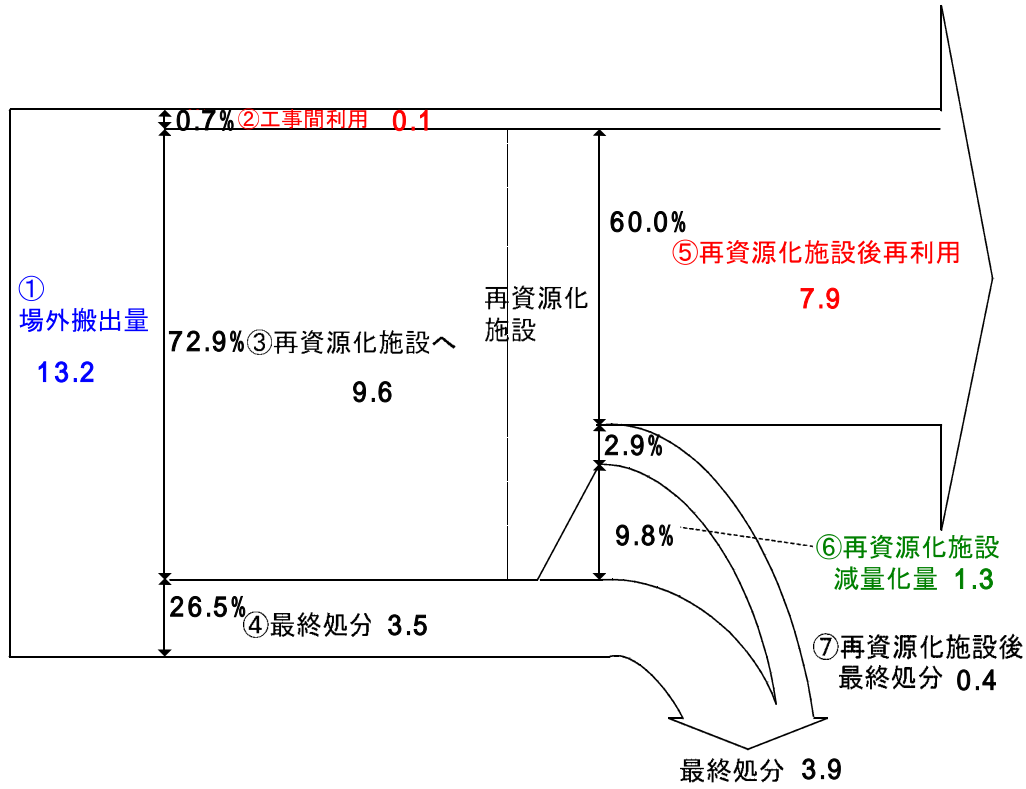 0.7% ②工事間利用 0.1
60.0%
⑤再資源化施設後再利用
7.9
①
場外搬出量
13.2
72.9% ③再資源化施設へ
9.6
再資源化
施設
2.9%
9.8%
⑥再資源化施設
減量化量 1.3
26.5% ④最終処分 3.5
⑦再資源化施設後
最終処分 0.4
最終処分 3.9